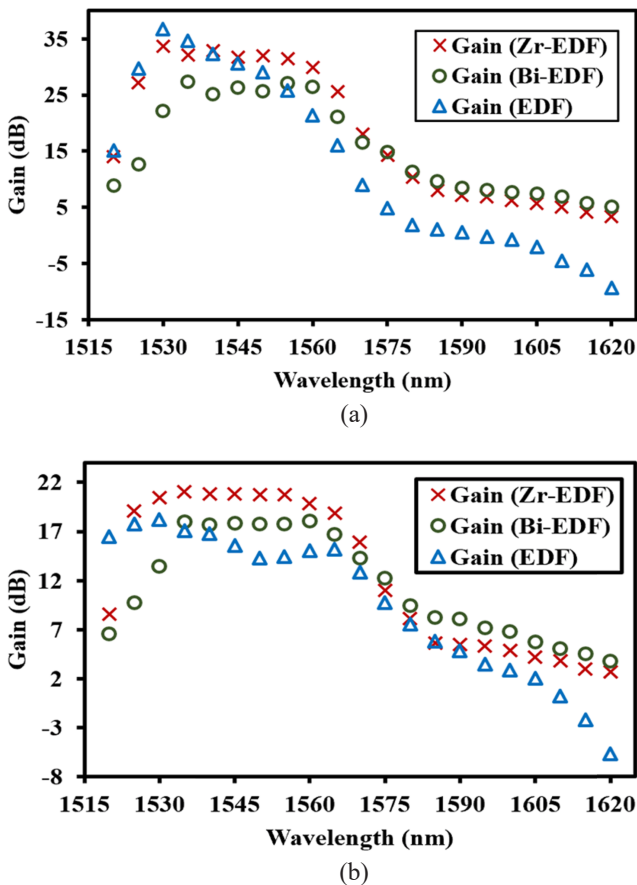 35
25
15
5
-5
-15
Gain (dB)
Gain (Zr-EDF)
Gain (Bi-EDF)
Gain (EDF)
1515 1530 1545 1560 1575 1590 1605 1620
Wavelength (nm)
(a)
22
17
12
7
2
-3
-8
Gain (dB)
Gain (Zr-EDF)
Gain (Bi-EDF)
Gain (EDF)
1515 1530 1545 1560 1575 1590 1605 1620
Wavelength (nm)
(b)